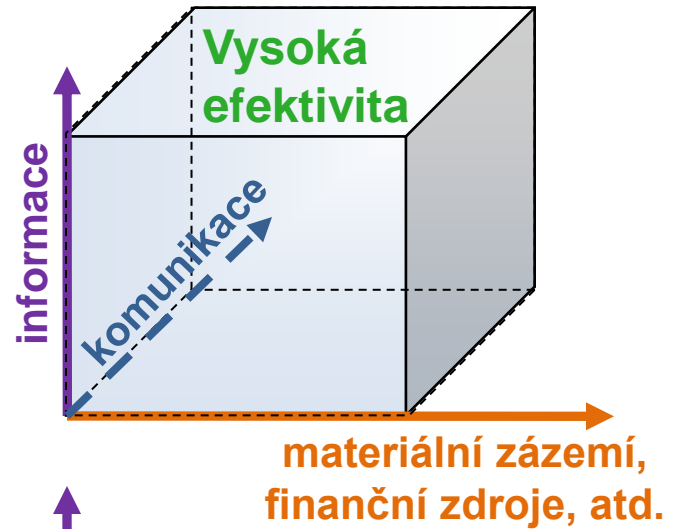 Vysoká
efektivita
informace
komunikace
materiální zázemí,
finanční zdroje, atd.